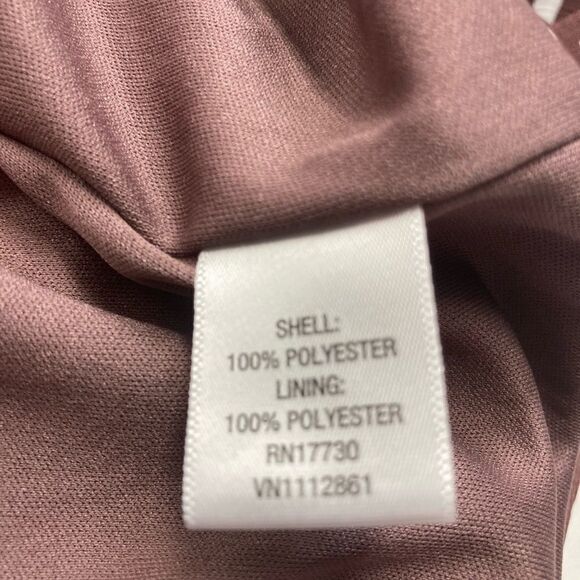 SHELL:
100% POLYESTER
LINING:
100% POLYESTER
RN17730
VN1112861